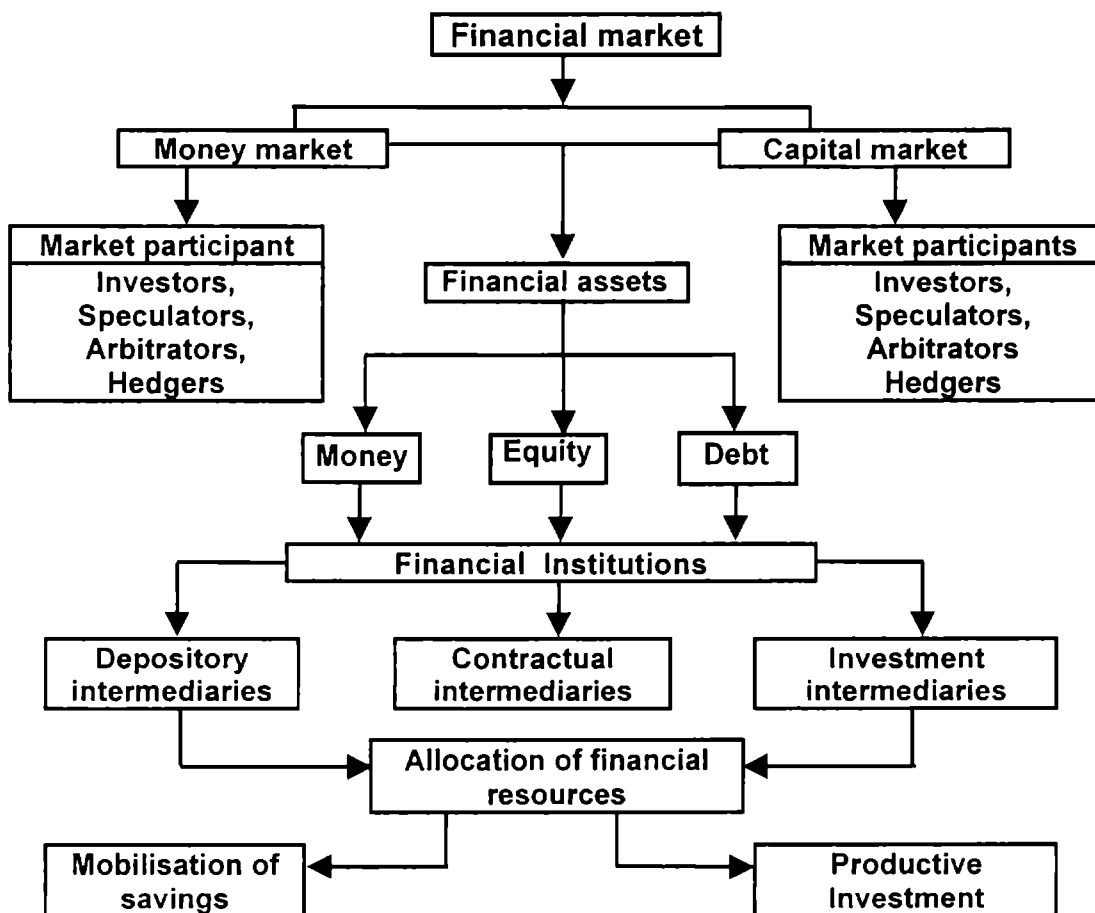 Financial market
Money market
Capital market
Market participant
Investors,
Speculators,
Arbitrators,
Hedgers
Financial assets
Market participants
Investors,
Speculators,
Arbitrators
Hedgers
Money
Equity
Debt
Financial Institutions
Depository
intermediaries
Contractual
intermediaries
Investment
intermediaries
Allocation of financial
resources
Mobilisation of
savings
Productive
Investment